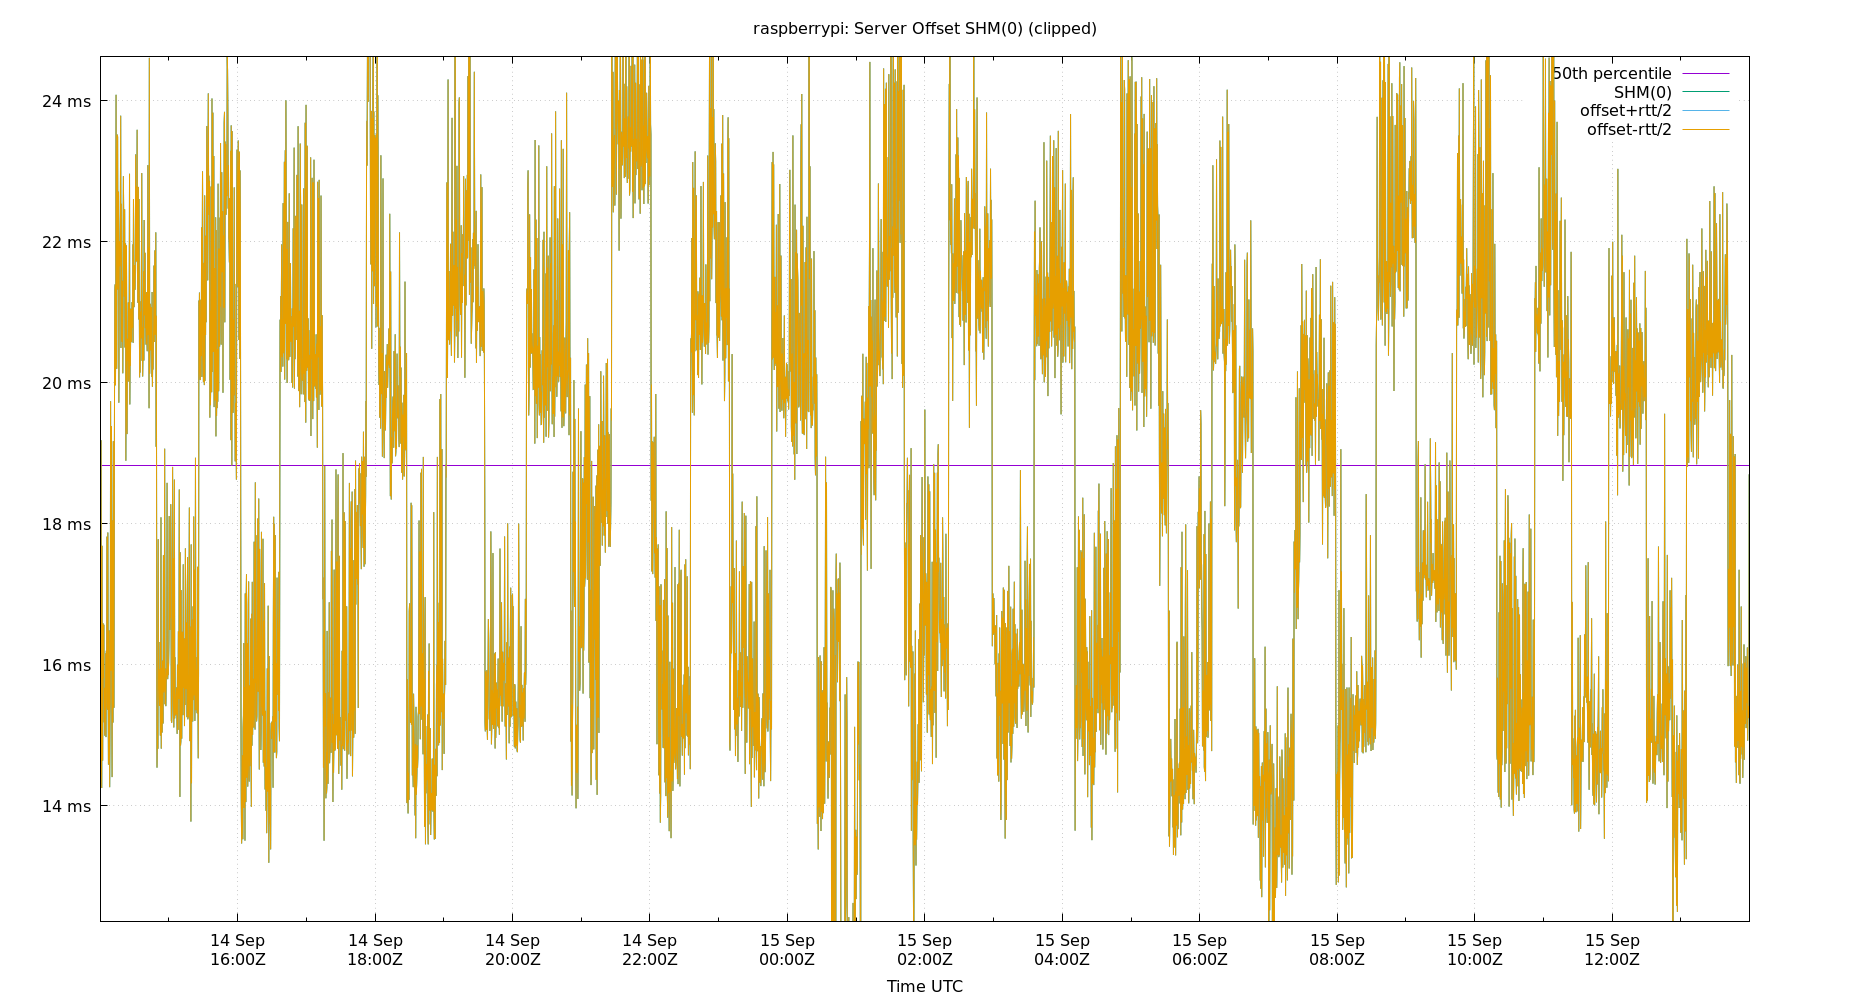 raspberrypi: Server Offset SHM(0) (clipped)
50th percentile
SHM(0)
offset+rtt/2
offset-rtt/2
24 ms
22 ms
20 ms
18 ms
16 ms
14 ms
14 Sep 14 Sep 14 Sep 14 Sep 15 Sep 15 Sep 15 Sep 15 Sep 15 Sep 15 Sep 15 Sep
16:00Z 18:00Z 20:00Z 22:00Z 00:00Z 02:00Z 04:00Z 06:00Z 08:00Z 10:00Z 12:00Z
Time UTC